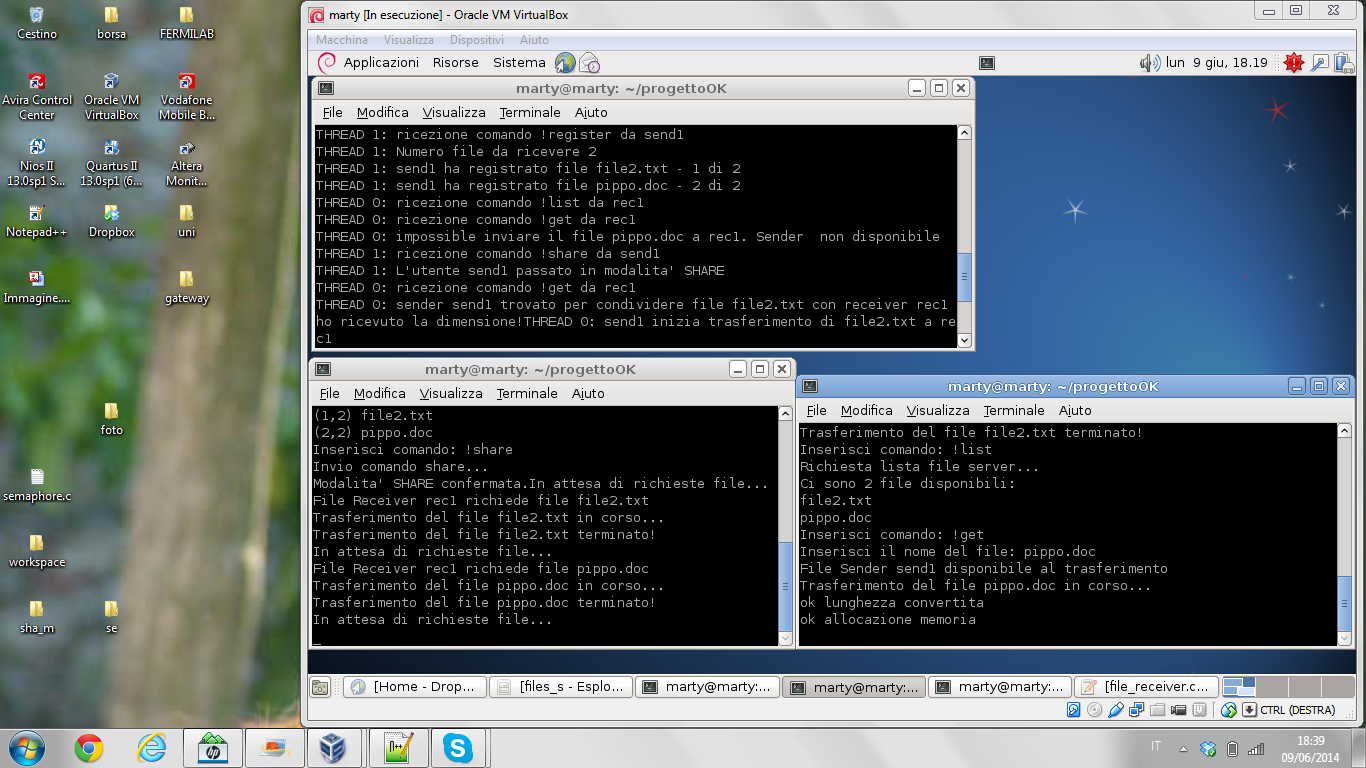 marty [In esecuzione] - Oracle VM VirtualBox
Macchina Visualizza Dispositivi Aiuto
Applicazioni Risorse Sistema
lun 9 giu, 18.19
Cestino
borsa
FERMILAB
Avira Control Center
Oracle VM VirtualBox
Vodafone Mobile B...
Nios II 13.0sp1 S...
Quartus II 13.0sp1 (6...
Altera Monit...
Notepad++
Dropbox
uni
Immagine....
gateway
foto
semaphore.c
workspace
sha_m
se
marty@marty: ~/progettoOK
File Modifica Visualizza Terminale Aiuto
THREAD 1: ricezione comando !register da send1
THREAD 1: Numero file da ricevere 2
THREAD 1: send1 ha registrato file file2.txt - 1 di 2
THREAD 1: send1 ha registrato file pippo.doc - 2 di 2
THREAD 0: ricezione comando !list da rec1
THREAD 0: ricezione comando !get da rec1
THREAD 0: impossible inviare il file pippo.doc a rec1. Sender  non disponibile
THREAD 1: ricezione comando !share da send1
THREAD 1: L'utente send1 passato in modalita' SHARE
THREAD 0: ricezione comando !get da rec1
THREAD 0: sender send1 trovato per condividere file file2.txt con receiver rec1
ho ricevuto la dimensione!THREAD 0: send1 inizia trasferimento di file2.txt a re
c1
marty@marty: ~/progettoOK
File Modifica Visualizza Terminale Aiuto
(1,2) file2.txt
(2,2) pippo.doc
Inserisci comando: !share
Invio comando share...
Modalita' SHARE confermata.In attesa di richieste file...
File Receiver rec1 richiede file file2.txt
Trasferimento del file file2.txt in corso...
Trasferimento del file file2.txt terminato!
In attesa di richieste file...
File Receiver rec1 richiede file pippo.doc
Trasferimento del file pippo.doc in corso...
Trasferimento del file pippo.doc terminato!
In attesa di richieste file...
marty@marty: ~/progettoOK
File Modifica Visualizza Terminale Aiuto
Trasferimento del file file2.txt terminato!
Inserisci comando: !list
Richiesta lista file server...
Ci sono 2 file disponibili:
file2.txt
pippo.doc
Inserisci comando: !get
Inserisci il nome del file: pippo.doc
File Sender send1 disponibile al trasferimento
Trasferimento del file pippo.doc in corso...
ok lunghezza convertita
ok allocazione memoria
[Home - Drop...
[files_s - Esplo...
marty@marty:...
marty@marty:...
marty@marty:...
[file_receiver.c...
CTRL (DESTRA)
IT
18:39
09/06/2014